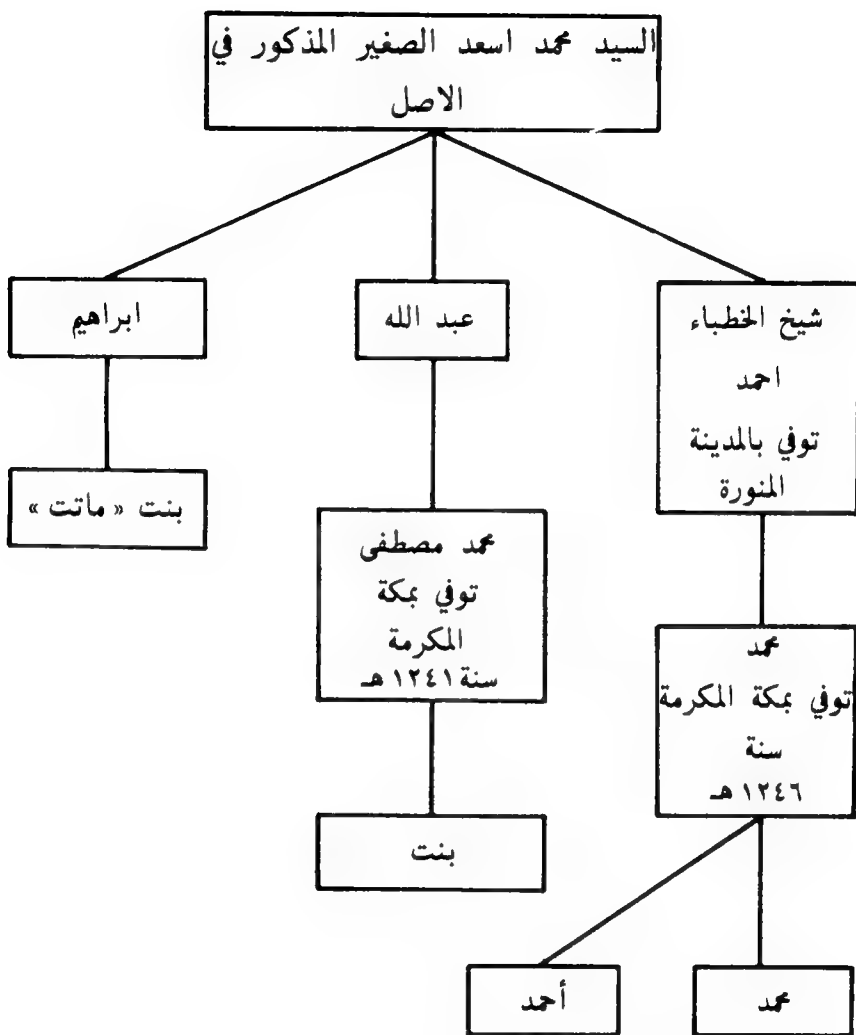 السيد محمد اسعد الصغير المذكور في
الاصل
شيخ الخطباء
احمد
توفي بالمدينة
المنورة
عبد الله
ابراهيم
بنت « ماتت »
محمد مصطفى
توفي بمكة
المكرمة
سنة ١٢٤١ هـ
محمد
توفي بمكة المكرمة
سنة
١٢٤٦ هـ
بنت
محمد
أحمد